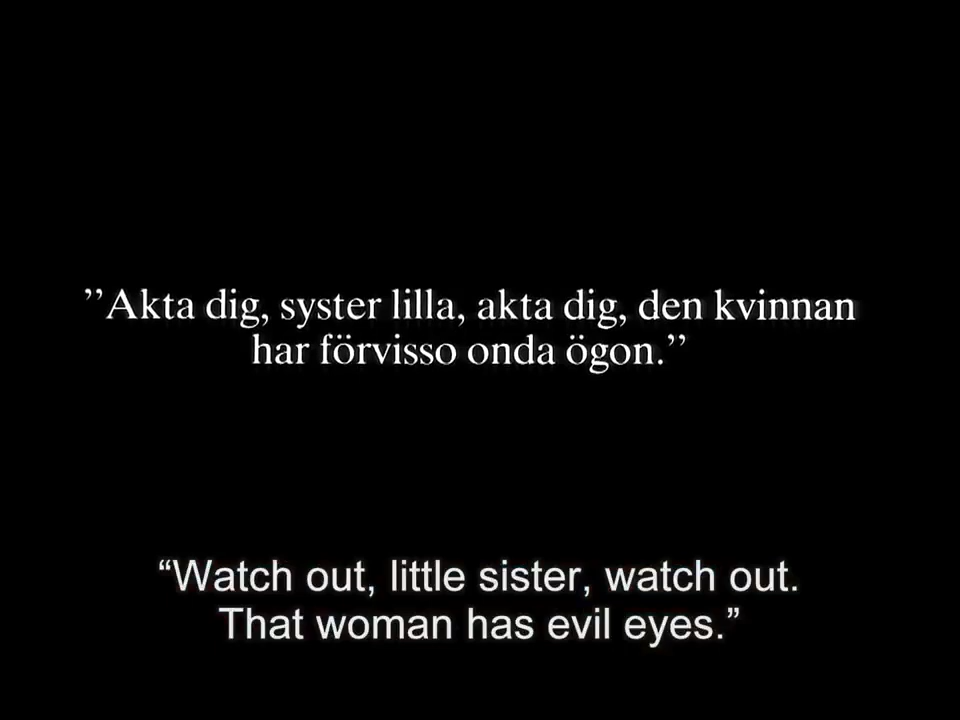 ”Akta dig, syster lilla, akta dig, den kvinnan
har förvisso onda ögon.”
“Watch out, little sister, watch out.
That woman has evil eyes.”